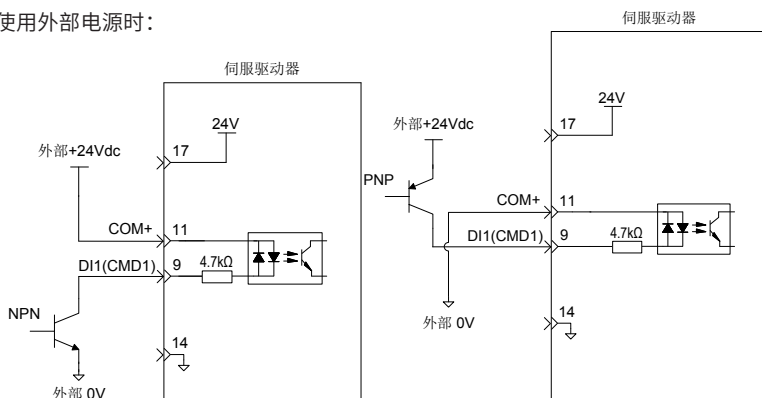 使用外部电源时：
伺服驱动器
24V
17
外部+24Vdc
COM+
11
DI1(CMD1)
9
4.7kΩ
NPN
14
外部 0V
伺服驱动器
24V
17
外部+24Vdc
PNP
COM+
11
DI1(CMD1)
9
4.7kΩ
14
外部 0V